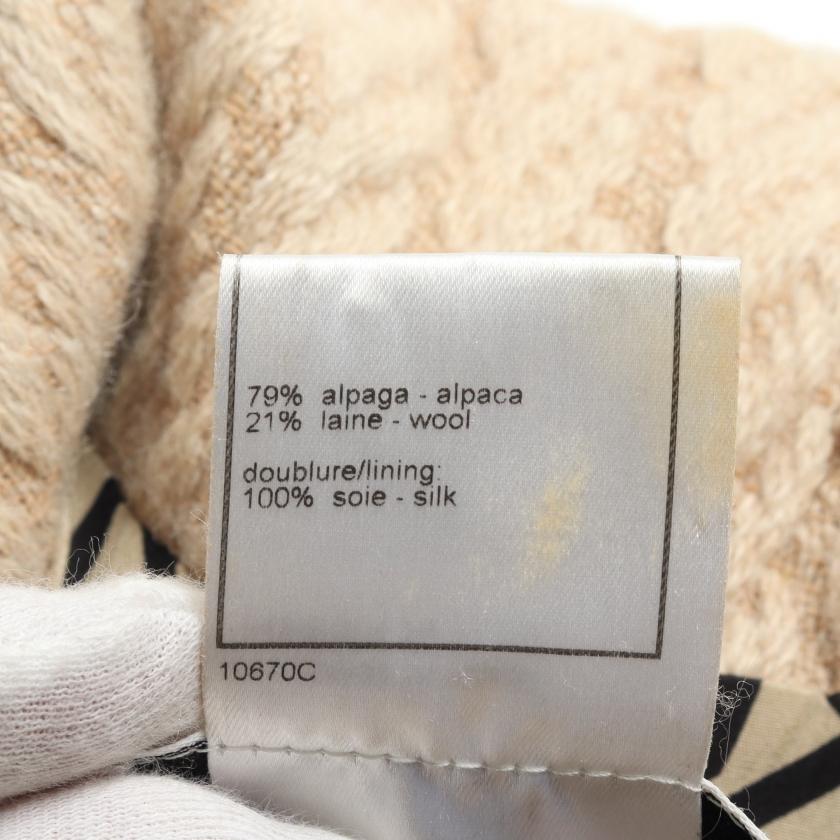 79% alpaga - alpaca
21% laine - wool
doublure/lining:
100% soie - silk
10670C